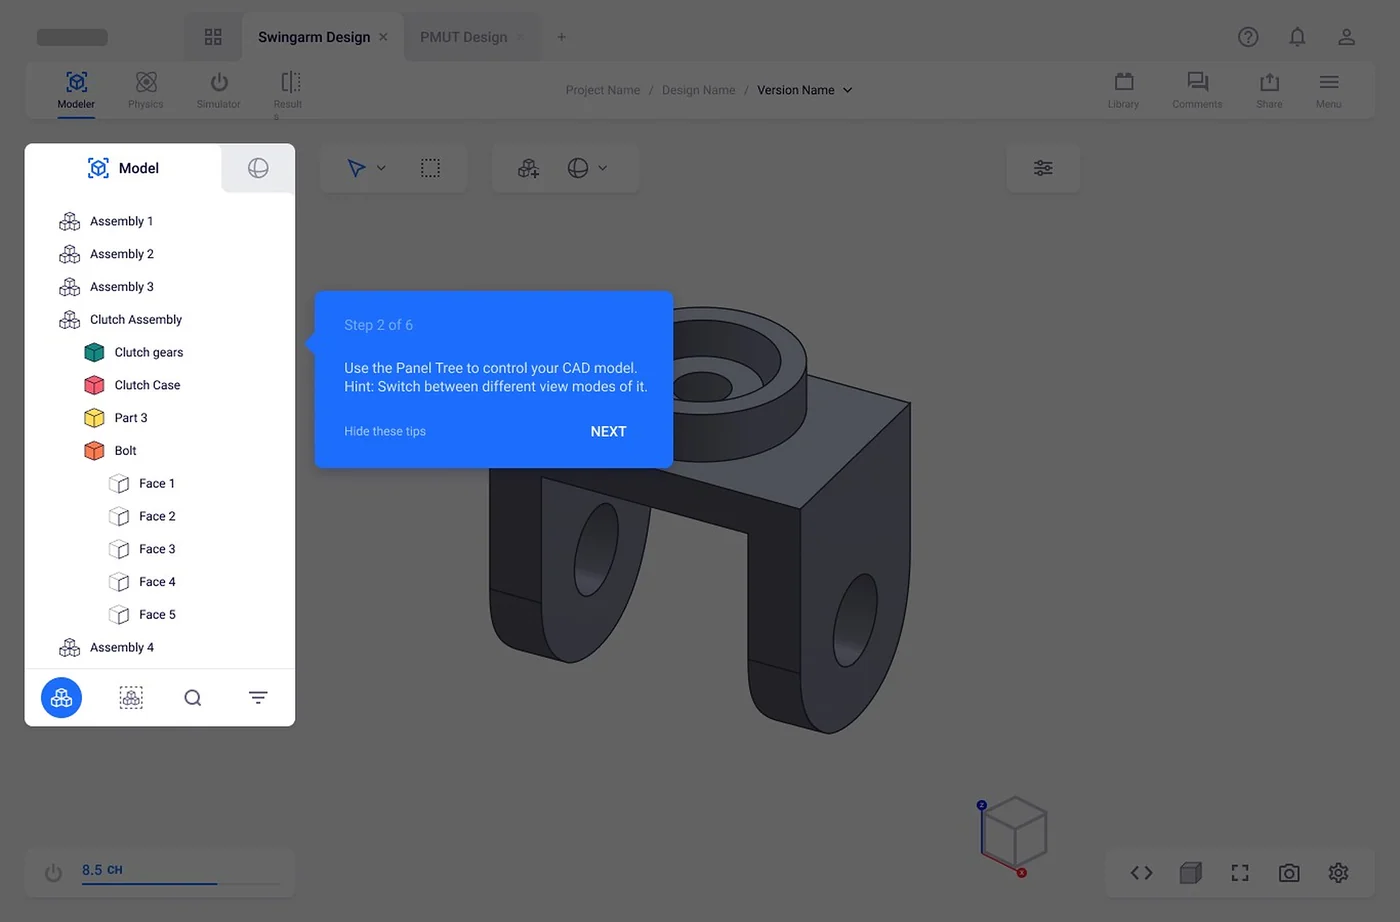 Swingarm Design
PMUT Design
Modeler
Physics
Simulator
Result
s
Project Name / Design Name / Version Name
Library
Comments
Share
Menu
Model
Assembly 1
Assembly 2
Assembly 3
Clutch Assembly
Clutch gears
Clutch Case
Part 3
Bolt
Face 1
Face 2
Face 3
Face 4
Face 5
Assembly 4
Step 2 of 6
Use the Panel Tree to control your CAD model.
Hint: Switch between different view modes of it.
Hide these tips
NEXT
Z
X
8.5 CH